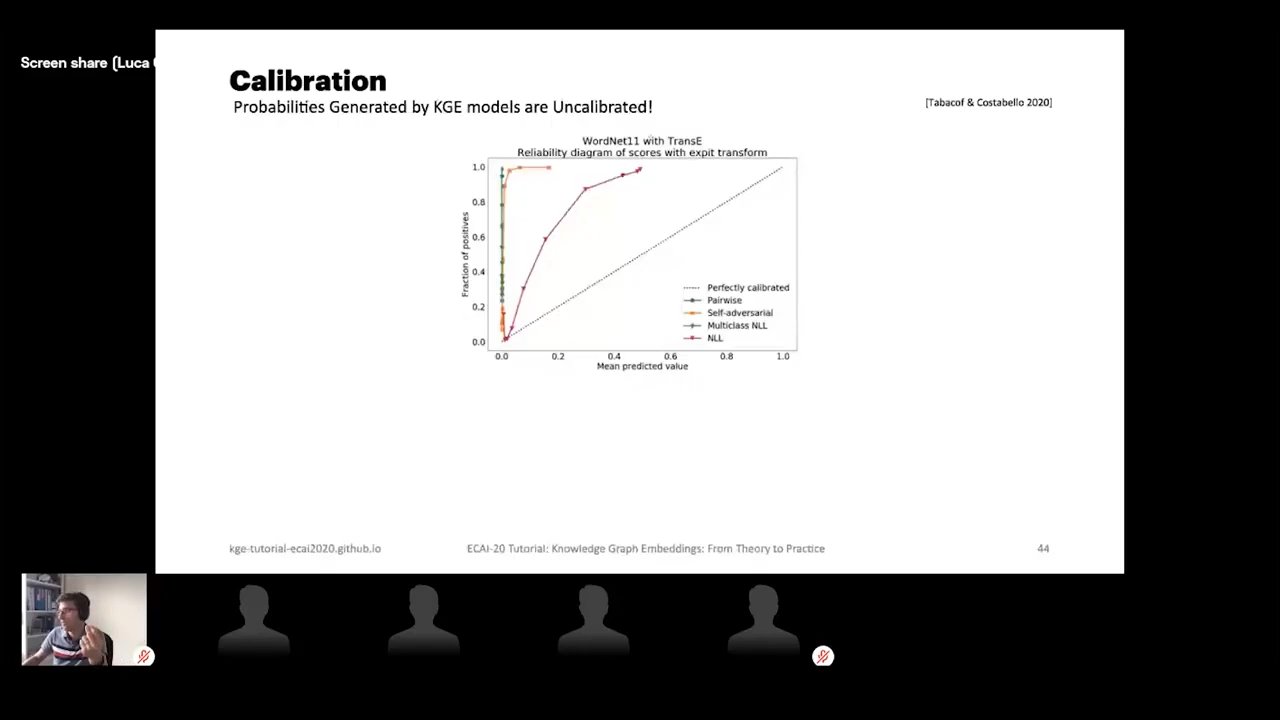 Screen share (Luca
Calibration
Probabilities Generated by KGE models are Uncalibrated!
[Tabacof & Costabello 2020]
WordNet11 with TransE
Reliability diagram of scores with expit transform
Fraction of positives
1.0
0.8
0.6
0.4
0.2
0.0
Perfectly calibrated
Pairwise
Self-adversarial
Multiclass NLL
NLL
0.0 0.2 0.4 0.6 0.8 1.0
Mean predicted value
kge-tutorial-ecai2020.github.io
ECAI-20 Tutorial: Knowledge Graph Embeddings: From Theory to Practice
44